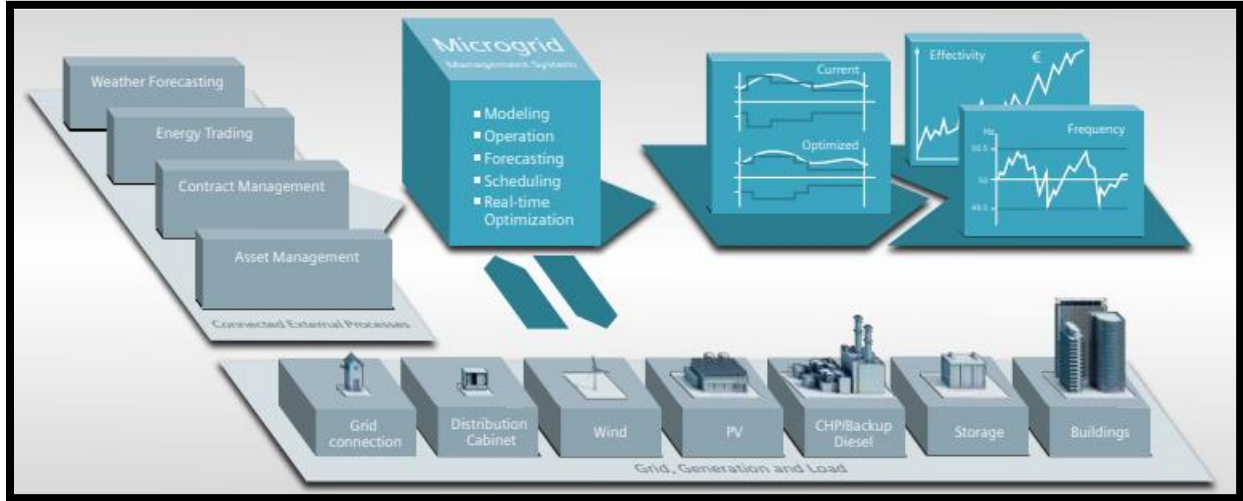 Weather Forecasting
Energy Trading
Contract Management
Asset Management
Connected External Processes
Microgrid
Management System
▪ Modeling
▪ Operation
▪ Forecasting
▪ Scheduling
▪ Real-time
Optimization
Current
Optimized
Effectivity
€
Frequency
Hz
50.5
50
49.5
Grid
connection
Distribution
Cabinet
Wind
PV
CHP/Backup
Diesel
Storage
Buildings
Grid, Generation and Load